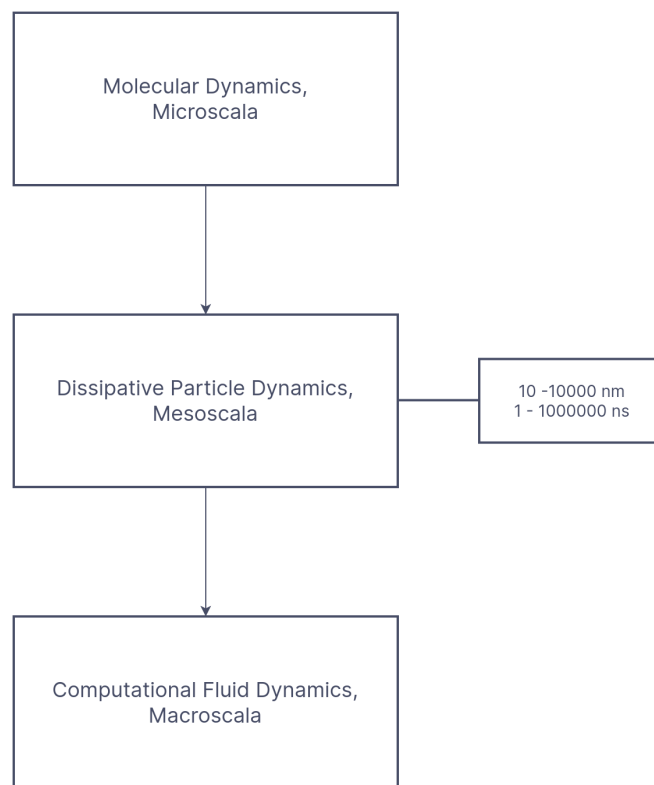 Molecular Dynamics,
Microscala
Dissipative Particle Dynamics,
Mesoscala
10 -10000 nm
1 - 1000000 ns
Computational Fluid Dynamics,
Macroscala